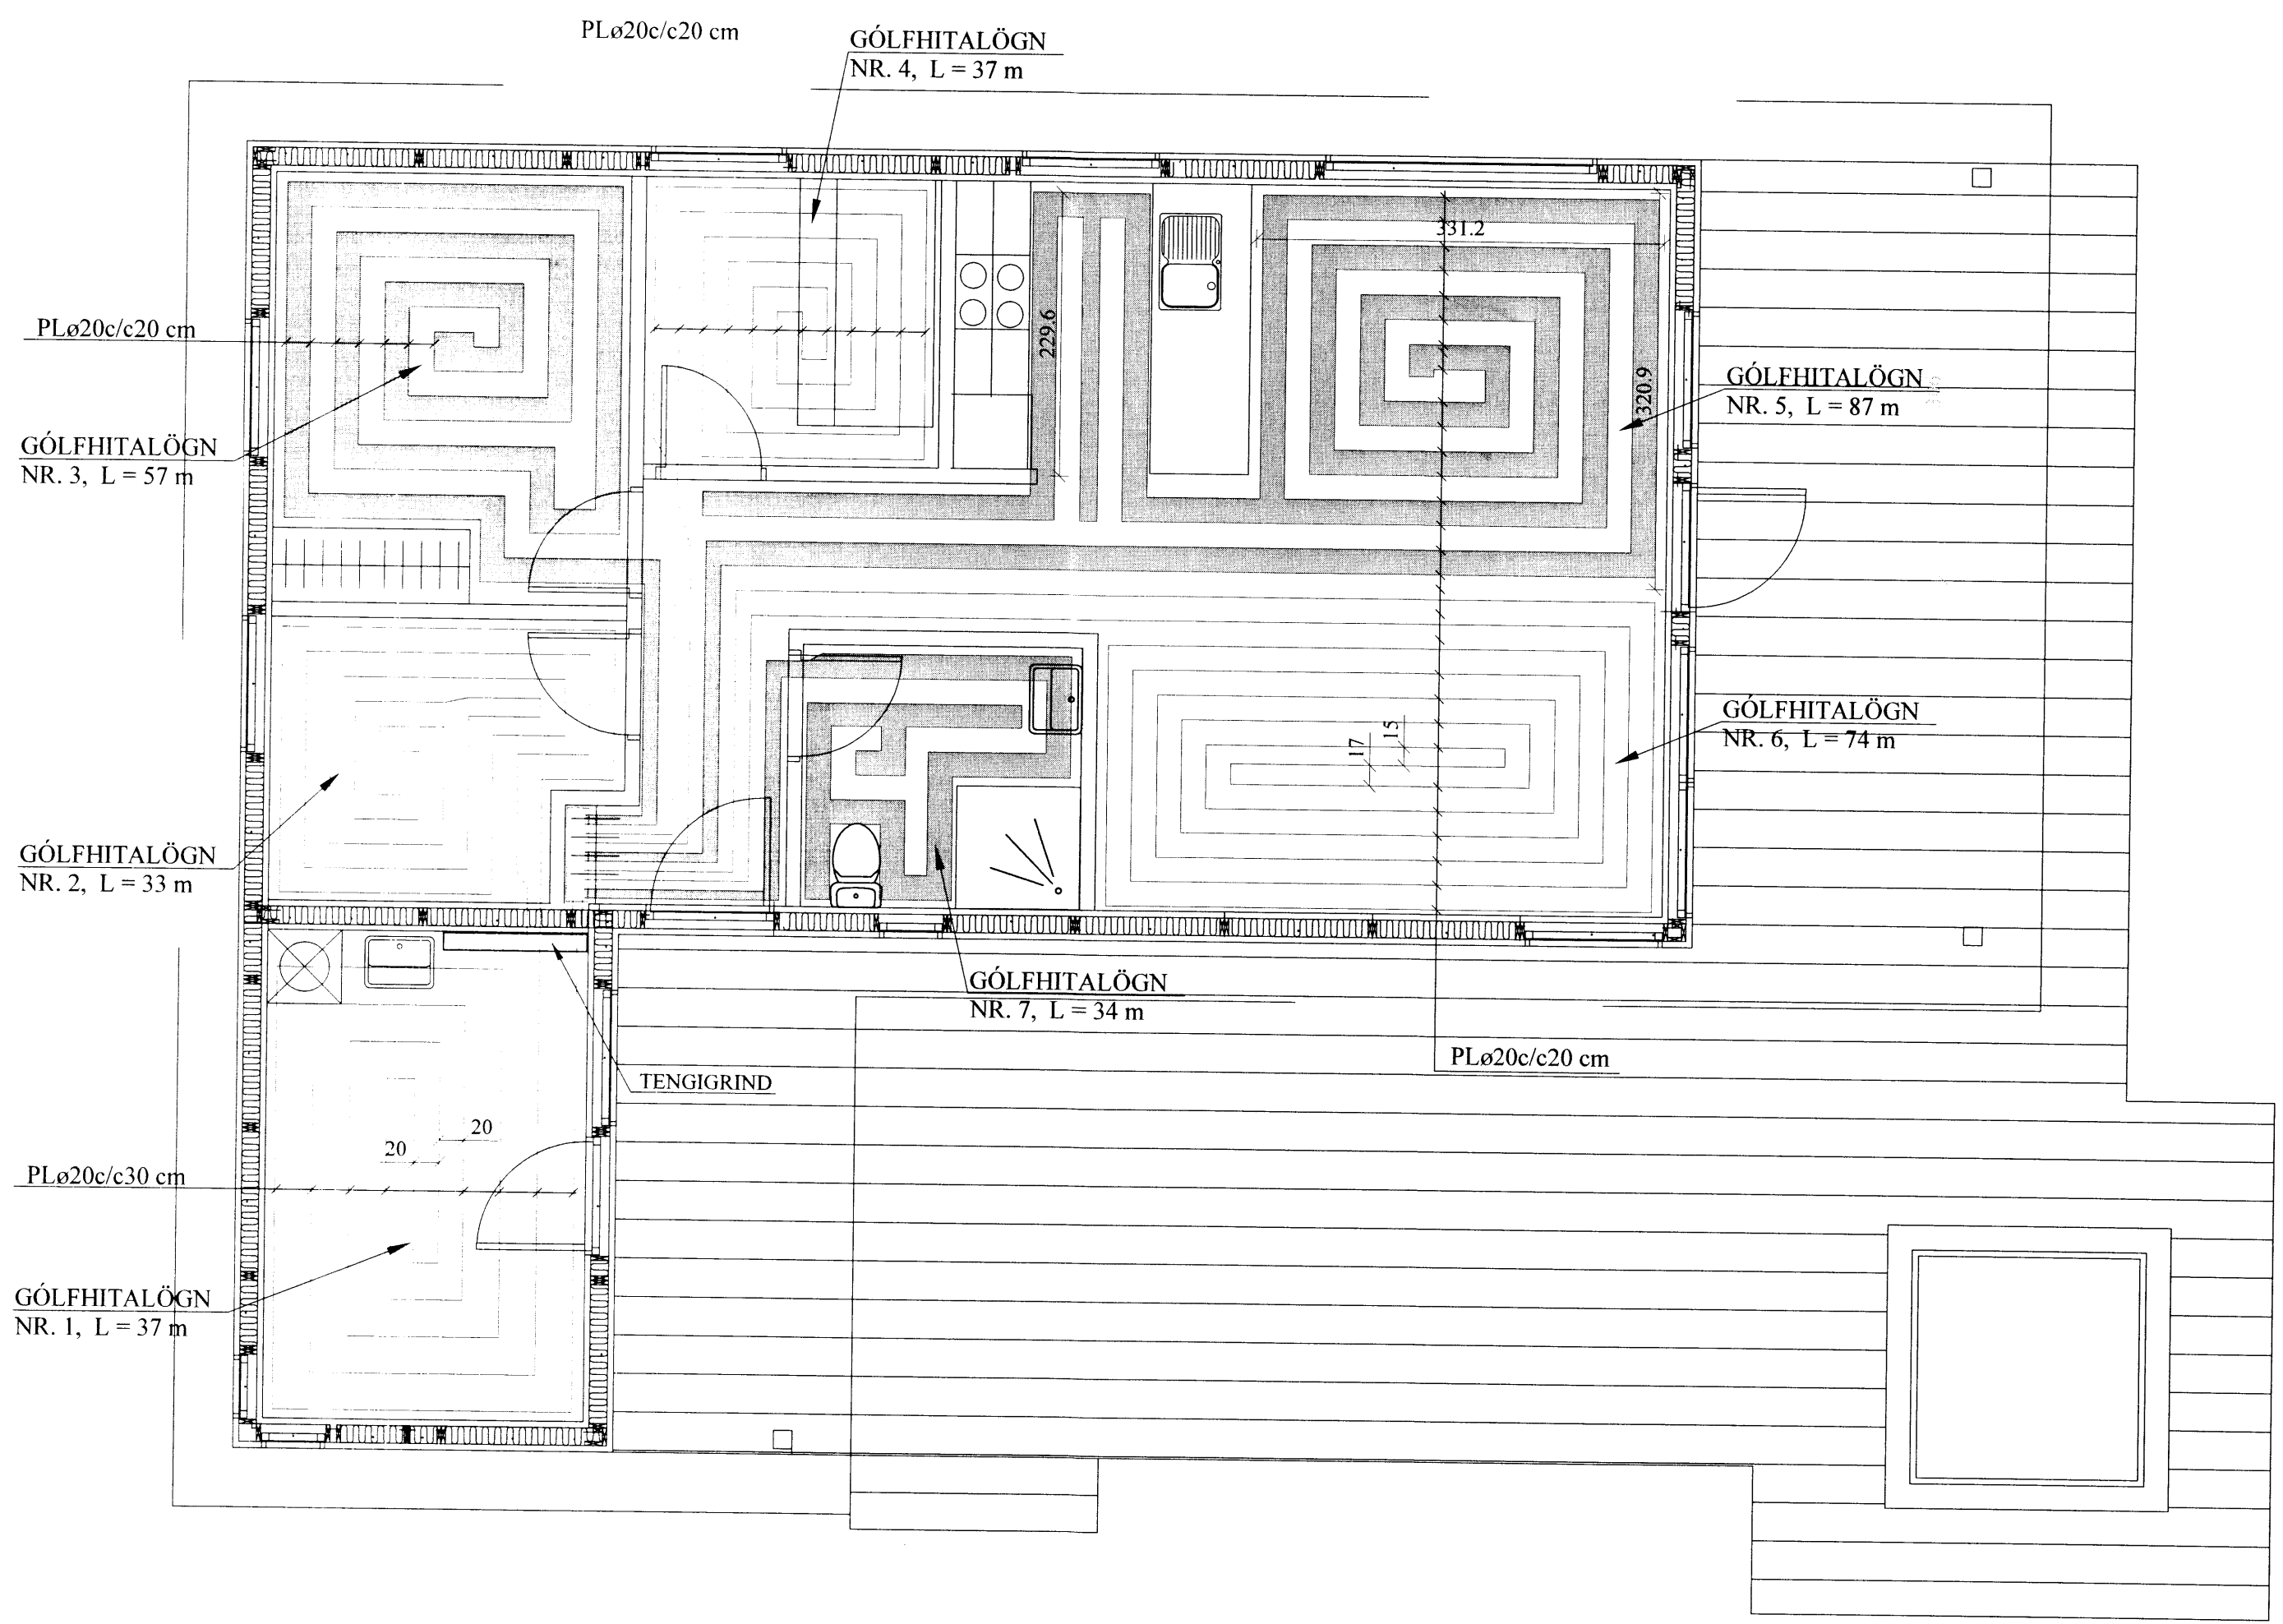 PLø20c/c20 cm
GÓLFHITALÖGN
NR. 4, L = 37 m
331.2
229.6
PLø20c/c20 cm
320.9
GÓLFHITALÖGN
NR. 5, L = 87 m
GÓLFHITALÖGN
NR. 3, L = 57 m
GÓLFHITALÖGN
NR. 6, L = 74 m
15
17
GÓLFHITALÖGN
NR. 2, L = 33 m
GÓLFHITALÖGN
NR. 7, L = 34 m
PLø20c/c20 cm
TENGIGRIND
20
20
PLø20c/c30 cm
GÓLFHITALÖGN
NR. 1, L = 37 m